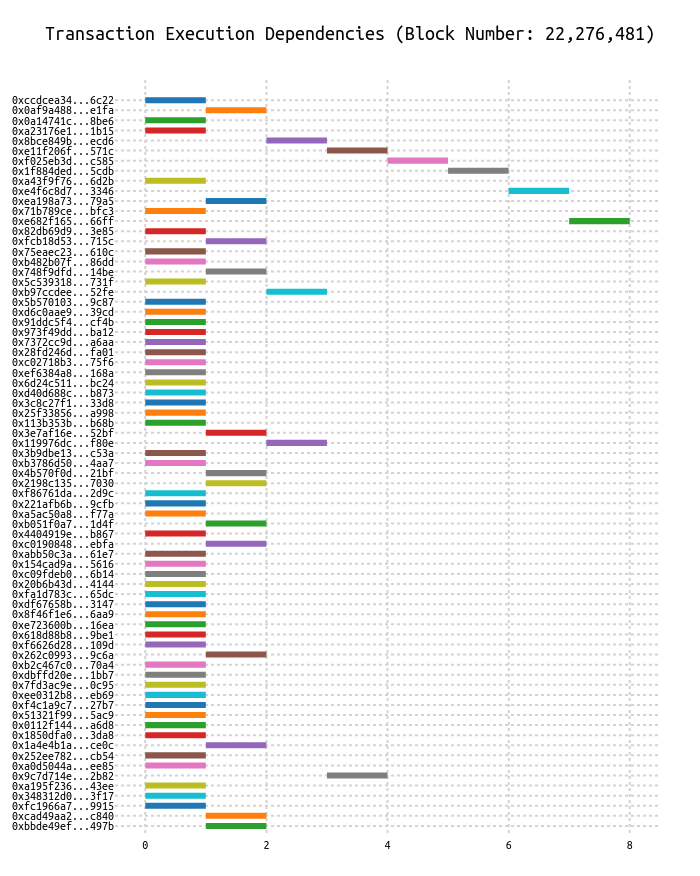 Transaction Execution Dependencies (Block Number: 22,276,481)
0xccdcea34...6c22
0x0af9a488...e1fa
0x0a14741c...8be6
0xa23176e1...1b15
0x8bce849b...ecd6
0xe11f206f...571c
0xf025eb3d...c585
0x1f884ded...5cdb
0xa43f9f76...6d2b
0xe4f6c8d7...3346
0xea198a73...79a5
0x71b789ce...bfc3
0xe682f165...66ff
0x82db69d9...3e85
0xfcb18d53...715c
0x75eaec23...610c
0xb482b07f...86dd
0x748f9dfd...14be
0x5c539318...731f
0xb97ccdee...52fe
0x5b570103...9c87
0xd6c0aae9...39cd
0x91ddc5f4...cf4b
0x973f49dd...ba12
0x7372cc9d...a6aa
0x28fd246d...fa01
0xc02718b3...75f6
0xef6384a8...168a
0x6d24c511...bc24
0xd40d688c...b873
0x3c8c27f1...33d8
0x25f33856...a998
0x113b353b...b68b
0x3e7af16e...52bf
0x119976dc...f80e
0x3b9dbe13...c53a
0xb3786d50...4aa7
0x4b570f0d...21bf
0x2198c135...7030
0xf86761da...2d9c
0x221afb6b...9cfb
0xa5ac50a8...f77a
0xb051f0a7...1d4f
0x4404919e...b867
0xc0190848...ebfa
0xabb50c3a...61e7
0x154cad9a...5616
0xc09fdeb0...6b14
0x20b6b43d...4144
0xfa1d783c...65dc
0xdf67658b...3147
0x8f46f1e6...6aa9
0xe723600b...16ea
0x618d88b8...9be1
0xf6626d28...109d
0x262c0993...9c6a
0xb2c467c0...70a4
0xdbffd20e...1bb7
0x7fd3ac9e...0c95
0xee0312b8...eb69
0xf4c1a9c7...27b7
0x51321f99...5ac9
0x0112f144...a6d8
0x1850dfa0...3da8
0x1a4e4b1a...ce0c
0x252ee782...cb54
0xa0d5044a...ee85
0x9c7d714e...2b82
0xa195f236...43ee
0x348312d0...3f17
0xfc1966a7...9915
0xcad49aa2...c840
0xbbde49ef...497b
0 2 4 6 8